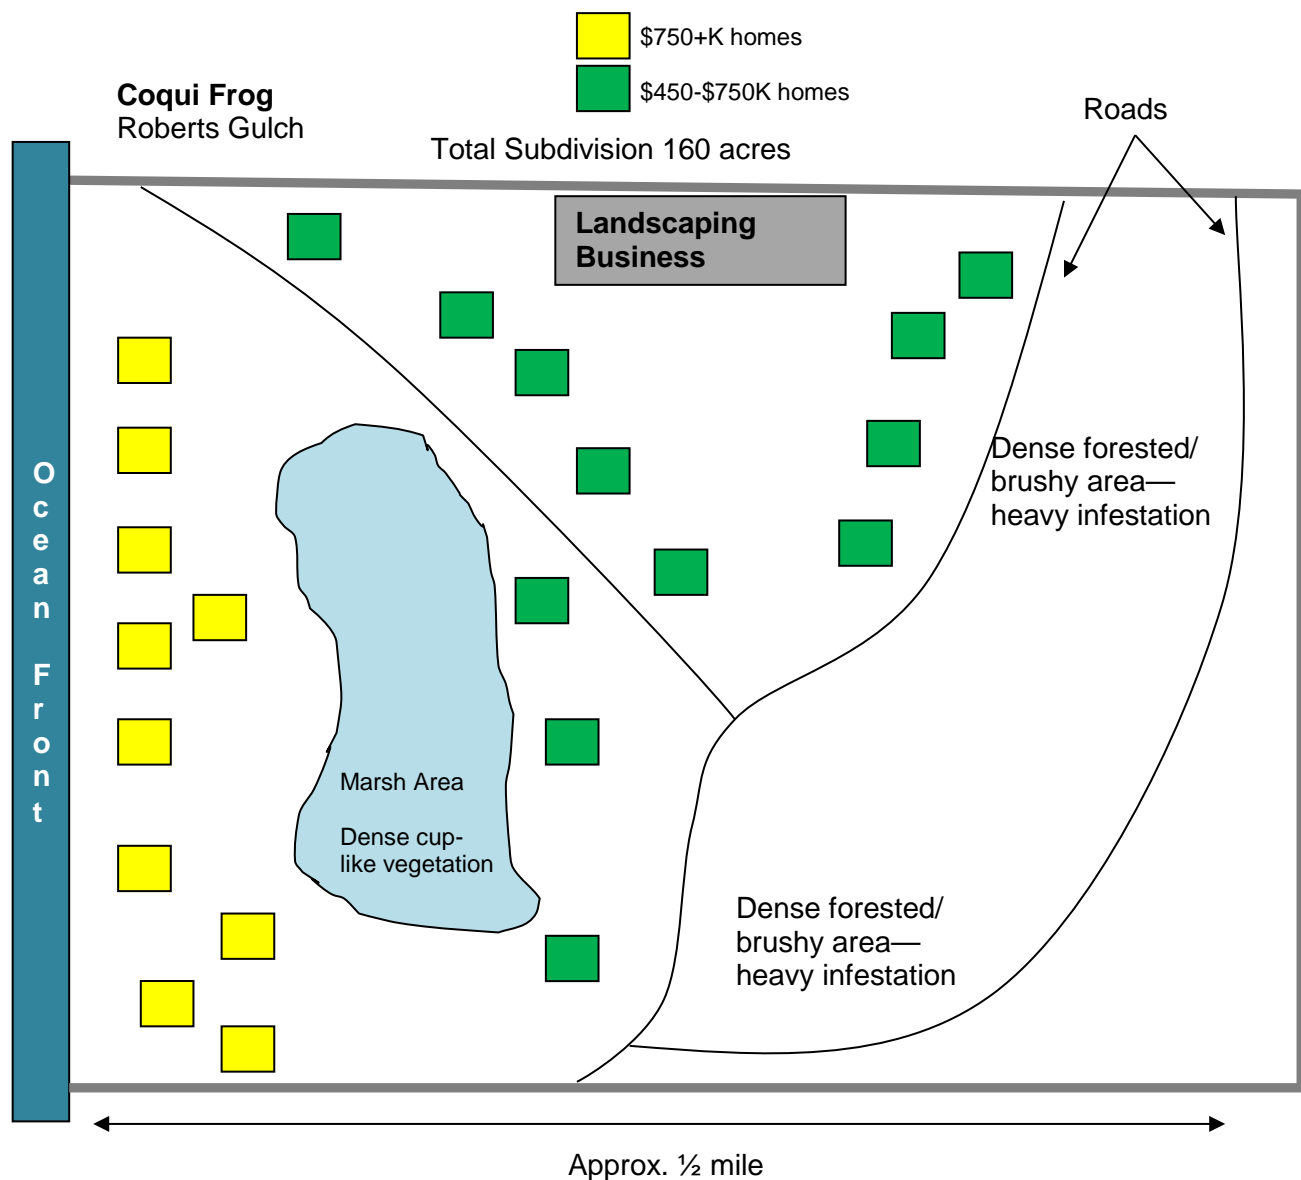 $750+K homes
$450-$750K homes
Coqui Frog
Roberts Gulch
Total Subdivision 160 acres
Roads
Landscaping
Business
Ocean Front
Dense forested/
brushy area—
heavy infestation
Marsh Area
Dense cup-
like vegetation
Dense forested/
brushy area—
heavy infestation
Approx. ½ mile